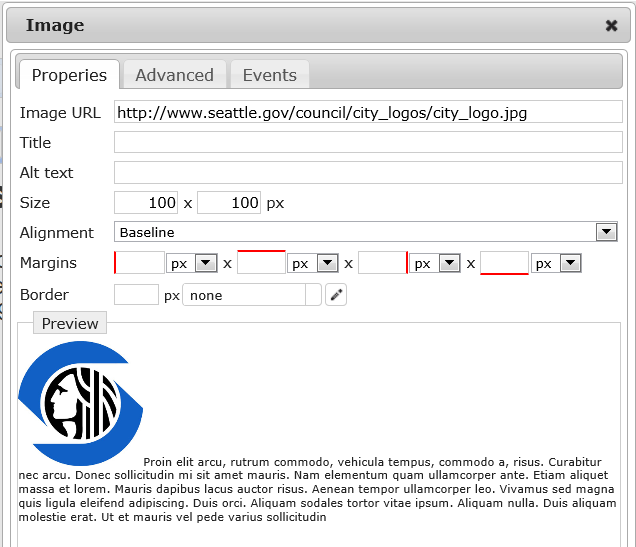 Image
Properies Advanced Events
Image URL http://www.seattle.gov/council/city_logos/city_logo.jpg
Title
Alt text
Size 100 x 100 px
Alignment Baseline
Margins px x px x px x px
Border px none
Preview
Proin elit arcu, rutrum commodo, vehicula tempus, commodo a, risus. Curabitur
nec arcu. Donec sollicitudin mi sit amet mauris. Nam elementum quam ullamcorper ante. Etiam aliquet
massa et lorem. Mauris dapibus lacus auctor risus. Aenean tempor ullamcorper leo. Vivamus sed magna
quis ligula eleifend adipiscing. Duis orci. Aliquam sodales tortor vitae ipsum. Aliquam nulla. Duis aliquam
molestie erat. Ut et mauris vel pede varius sollicitudin